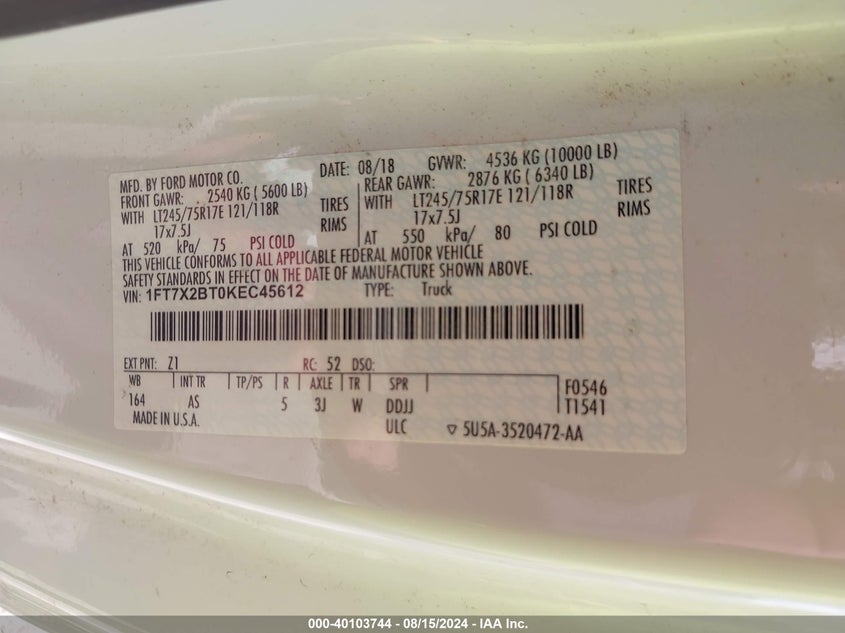 MFD. BY FORD MOTOR CO. DATE: 08/18 GVWR: 4536 KG (10000 LB)
FRONT GAWR: 2540 KG ( 5600 LB) REAR GAWR: 2876 KG ( 6340 LB)
WITH LT245/75R17E 121/118R TIRES WITH LT245/75R17E 121/118R TIRES
17x7.5J RIMS 17x7.5J RIMS
AT 520 kPa/ 75 PSI COLD AT 550 kPa/ 80 PSI COLD
THIS VEHICLE CONFORMS TO ALL APPLICABLE FEDERAL MOTOR VEHICLE
SAFETY STANDARDS IN EFFECT ON THE DATE OF MANUFACTURE SHOWN ABOVE.
VIN: 1FT7X2BT0KEC45612 TYPE: Truck
EXT PNT: Z1 RC: 52 DSO:
WB INT TR TP/PS R AXLE TR SPR F0546
164 AS 5 3J W DDJJ T1541
MADE IN U.S.A. ULC ▽ 5U5A-3520472-AA
000-40103744 - 08/15/2024 - IAA Inc.